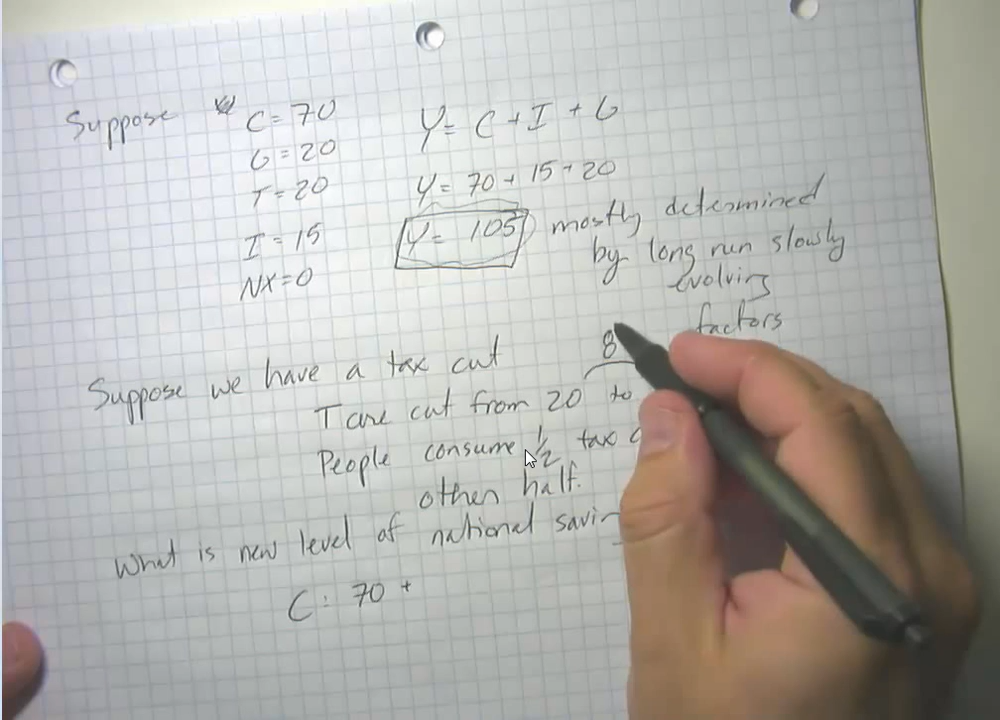 Suppose C = 70 Y = C + I + G
G = 20
T = 20 Y = 70 + 15 + 20
I = 15 Y = 105 mostly determined
NX = 0 by long run slowly
evolving
factors
8
Suppose we have a tax cut
T are cut from 20 to
People consume 1/2 tax
other half.
What is new level of national
C = 70 +